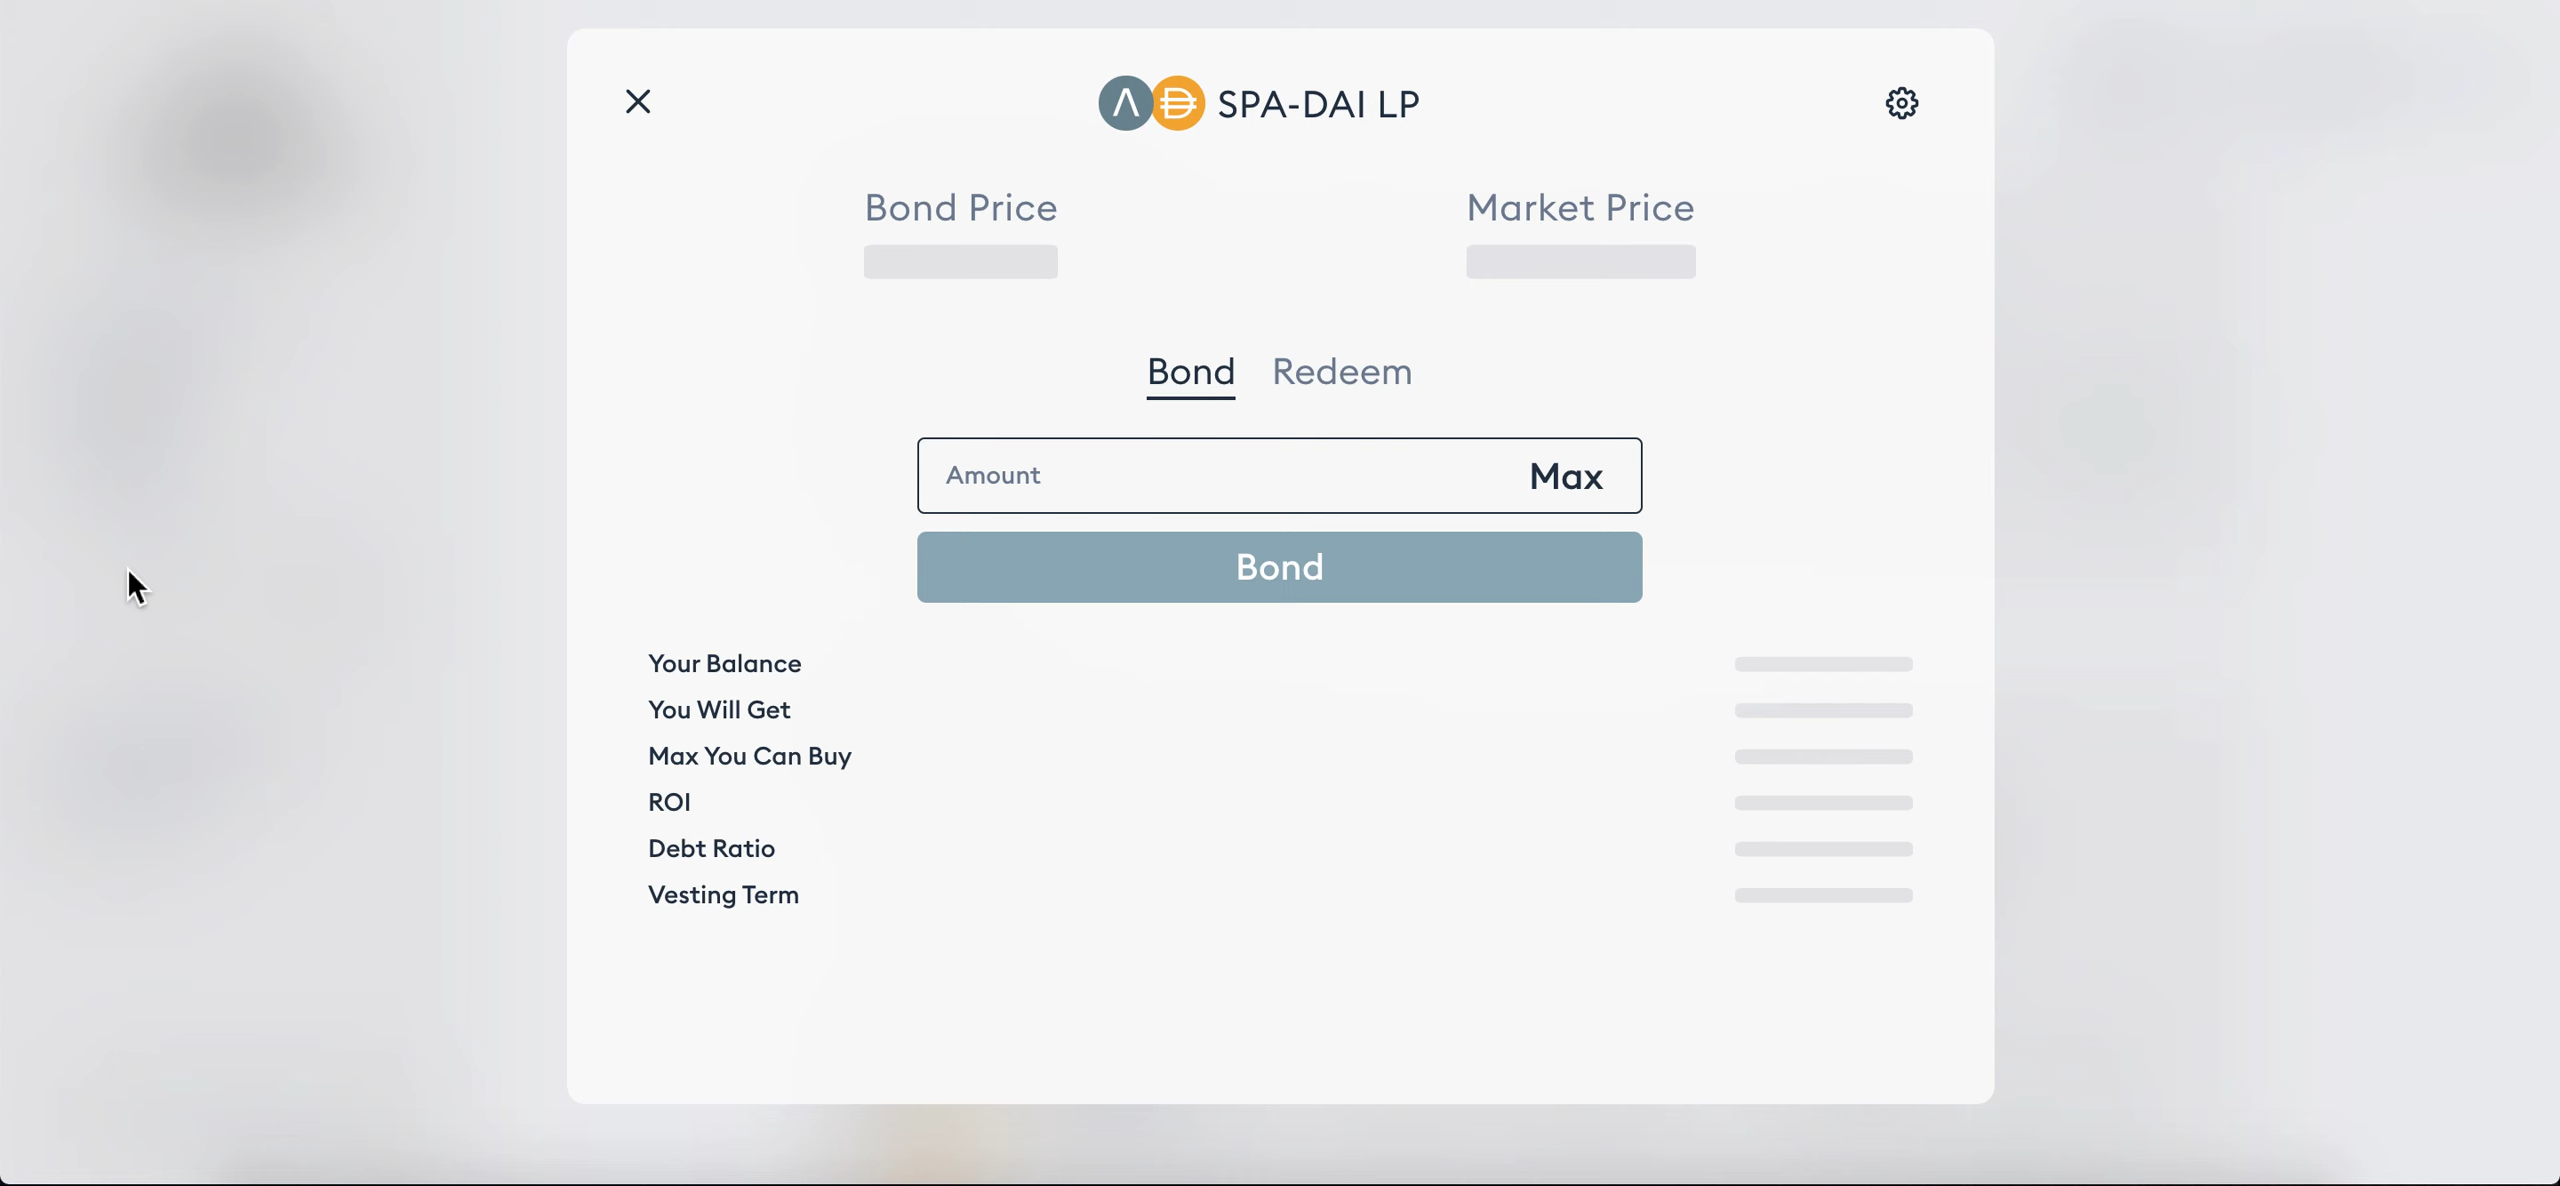 SPA-DAI LP
Bond Price
Market Price
Bond Redeem
Amount Max
Bond
Your Balance
You Will Get
Max You Can Buy
ROI
Debt Ratio
Vesting Term